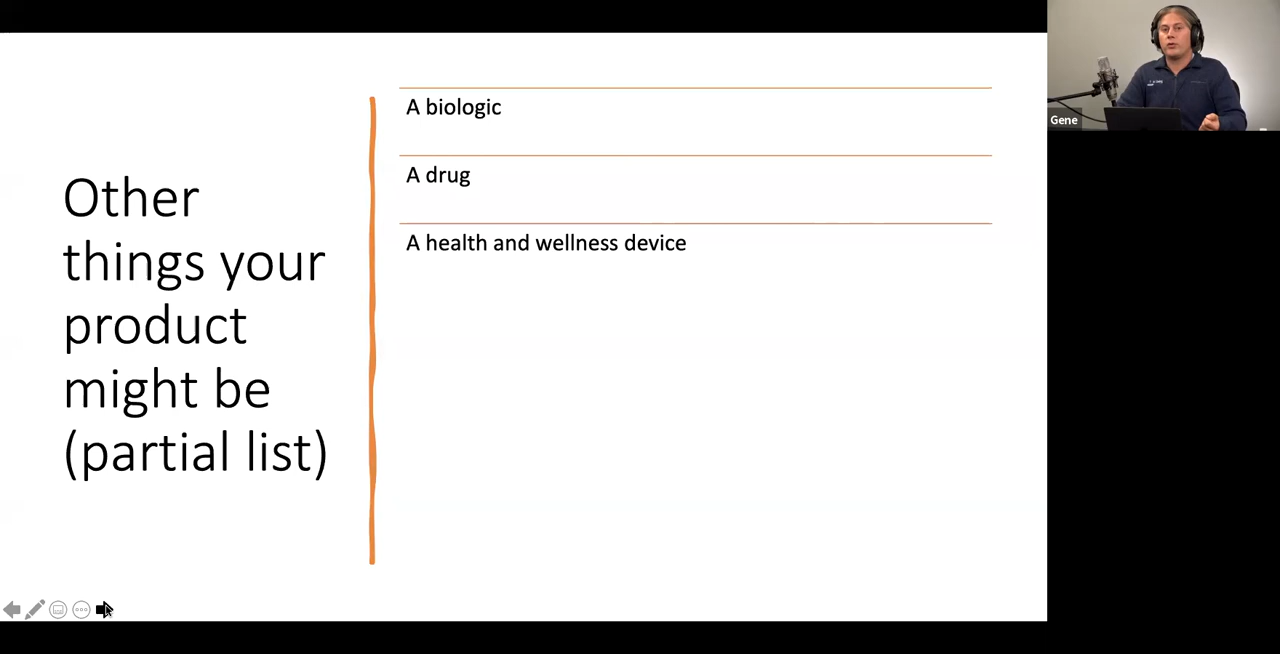 Other
things your
product
might be
(partial list)
A biologic
A drug
A health and wellness device
Gene